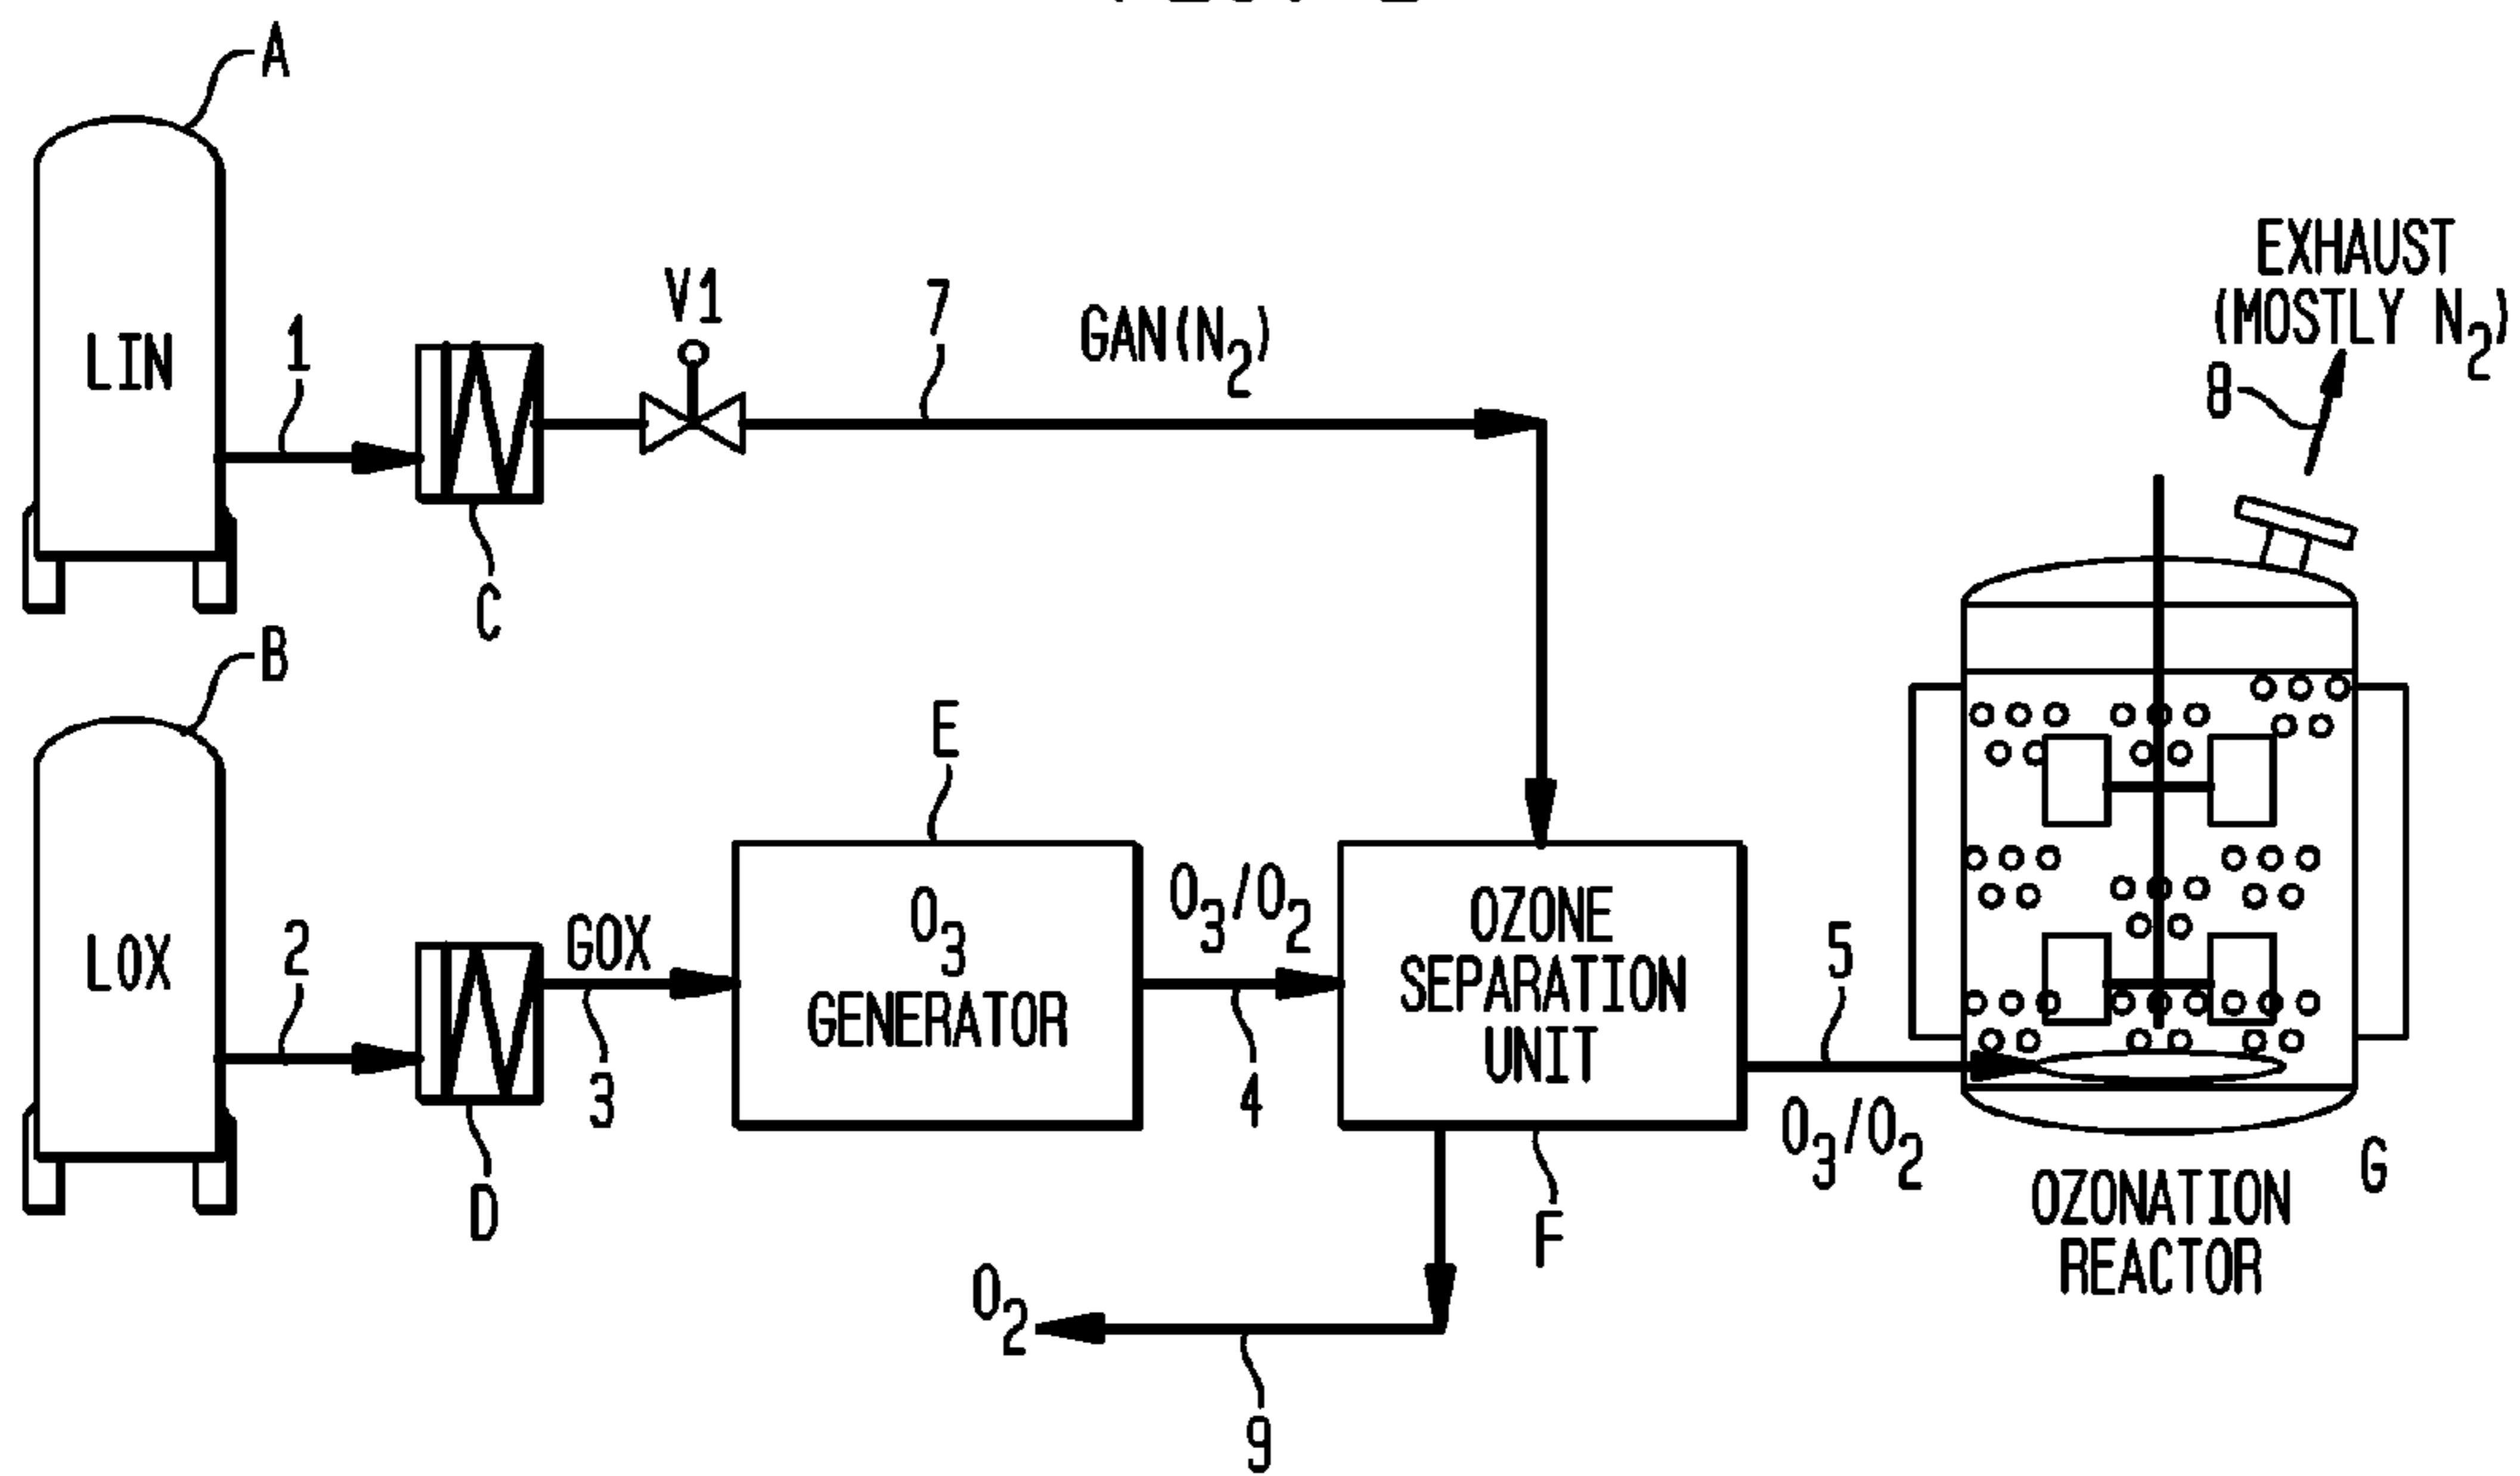 A
LIN
1
C
V1
7
GAN(N2)
EXHAUST
(MOSTLY N2)
8
B
LOX
2
D
GOX
3
E
O3
GENERATOR
O3/O2
4
OZONE
SEPARATION
UNIT
F
5
O3/O2
G
OZONATION
REACTOR
O2
9